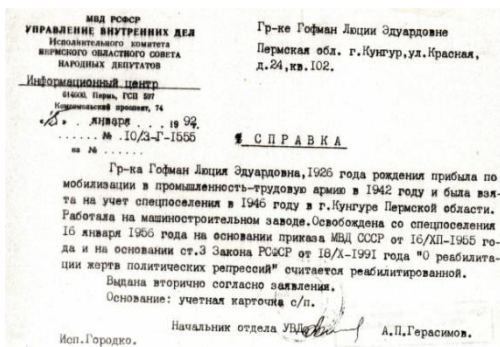 МВД РСФСР
УПРАВЛЕНИЕ ВНУТРЕННИХ ДЕЛ
Исполнительного комитета
ПЕРМСКОГО ОБЛАСТНОГО СОВЕТА
НАРОДНЫХ ДЕПУТАТОВ
Информационный центр
614600, Пермь, ГСП 597
Комсомольский проспект, 74
января 1992
№ 10/3-Г-1555
на №
Гр-ке Гофман Люции Эдуардовне
Пермская обл. г.Кунгур,ул.Красная,
д.24,кв.102.
СПРАВКА
Гр-ка Гофман Люция Эдуардовна,1926 года рождения прибыла по
мобилизации в промышленность-трудовую армию в 1942 году и была взя-
та на учет спецпоселения в 1946 году в г.Кунгуре Пермской области.
Работала на машиностроительном заводе.Освобождена со спецпоселения
16 января 1956 года на основании приказа МВД СССР от 16/ХП-1955 го-
да и на основании ст.3 Закона РСФСР от 18/Х-1991 года "О реабилита-
ции жертв политических репрессий" считается реабилитированной.
Выдана вторично согласно заявления.
Основание: учетная карточка с/п.
Начальник отдела УВД А.П.Герасимов.
Исп.Городко.